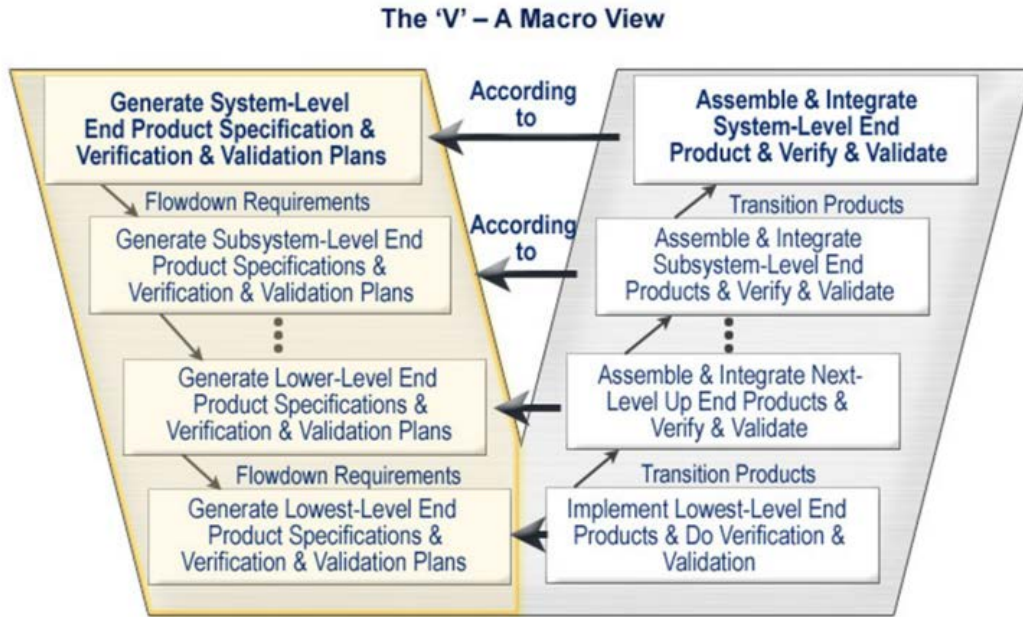 The 'V' – A Macro View
Generate System-Level
End Product Specification &
Verification & Validation Plans
Flowdown Requirements
Generate Subsystem-Level End
Product Specifications &
Verification & Validation Plans
Generate Lower-Level End
Product Specifications &
Verification & Validation Plans
Flowdown Requirements
Generate Lowest-Level End
Product Specifications &
Verification & Validation Plans
According
to
According
to
Assemble & Integrate
System-Level End
Product & Verify & Validate
Transition Products
Assemble & Integrate
Subsystem-Level End
Products & Verify & Validate
Assemble & Integrate Next-
Level Up End Products &
Verify & Validate
Transition Products
Implement Lowest-Level End
Products & Do Verification &
Validation